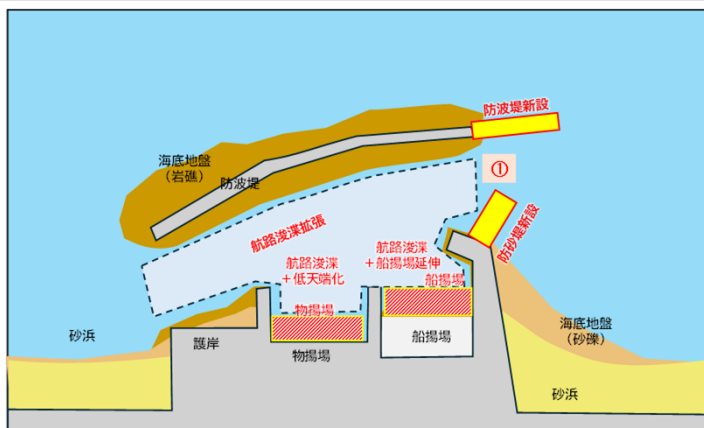 防波堤新設
海底地盤
（岩礁）
防波堤
①
防砂堤新設
航路浚渫拡張
航路浚渫
＋低天端化
航路浚渫
＋船揚場延伸
船揚場
物揚場
砂浜
護岸
物揚場
船揚場
海底地盤
（砂礫）
砂浜